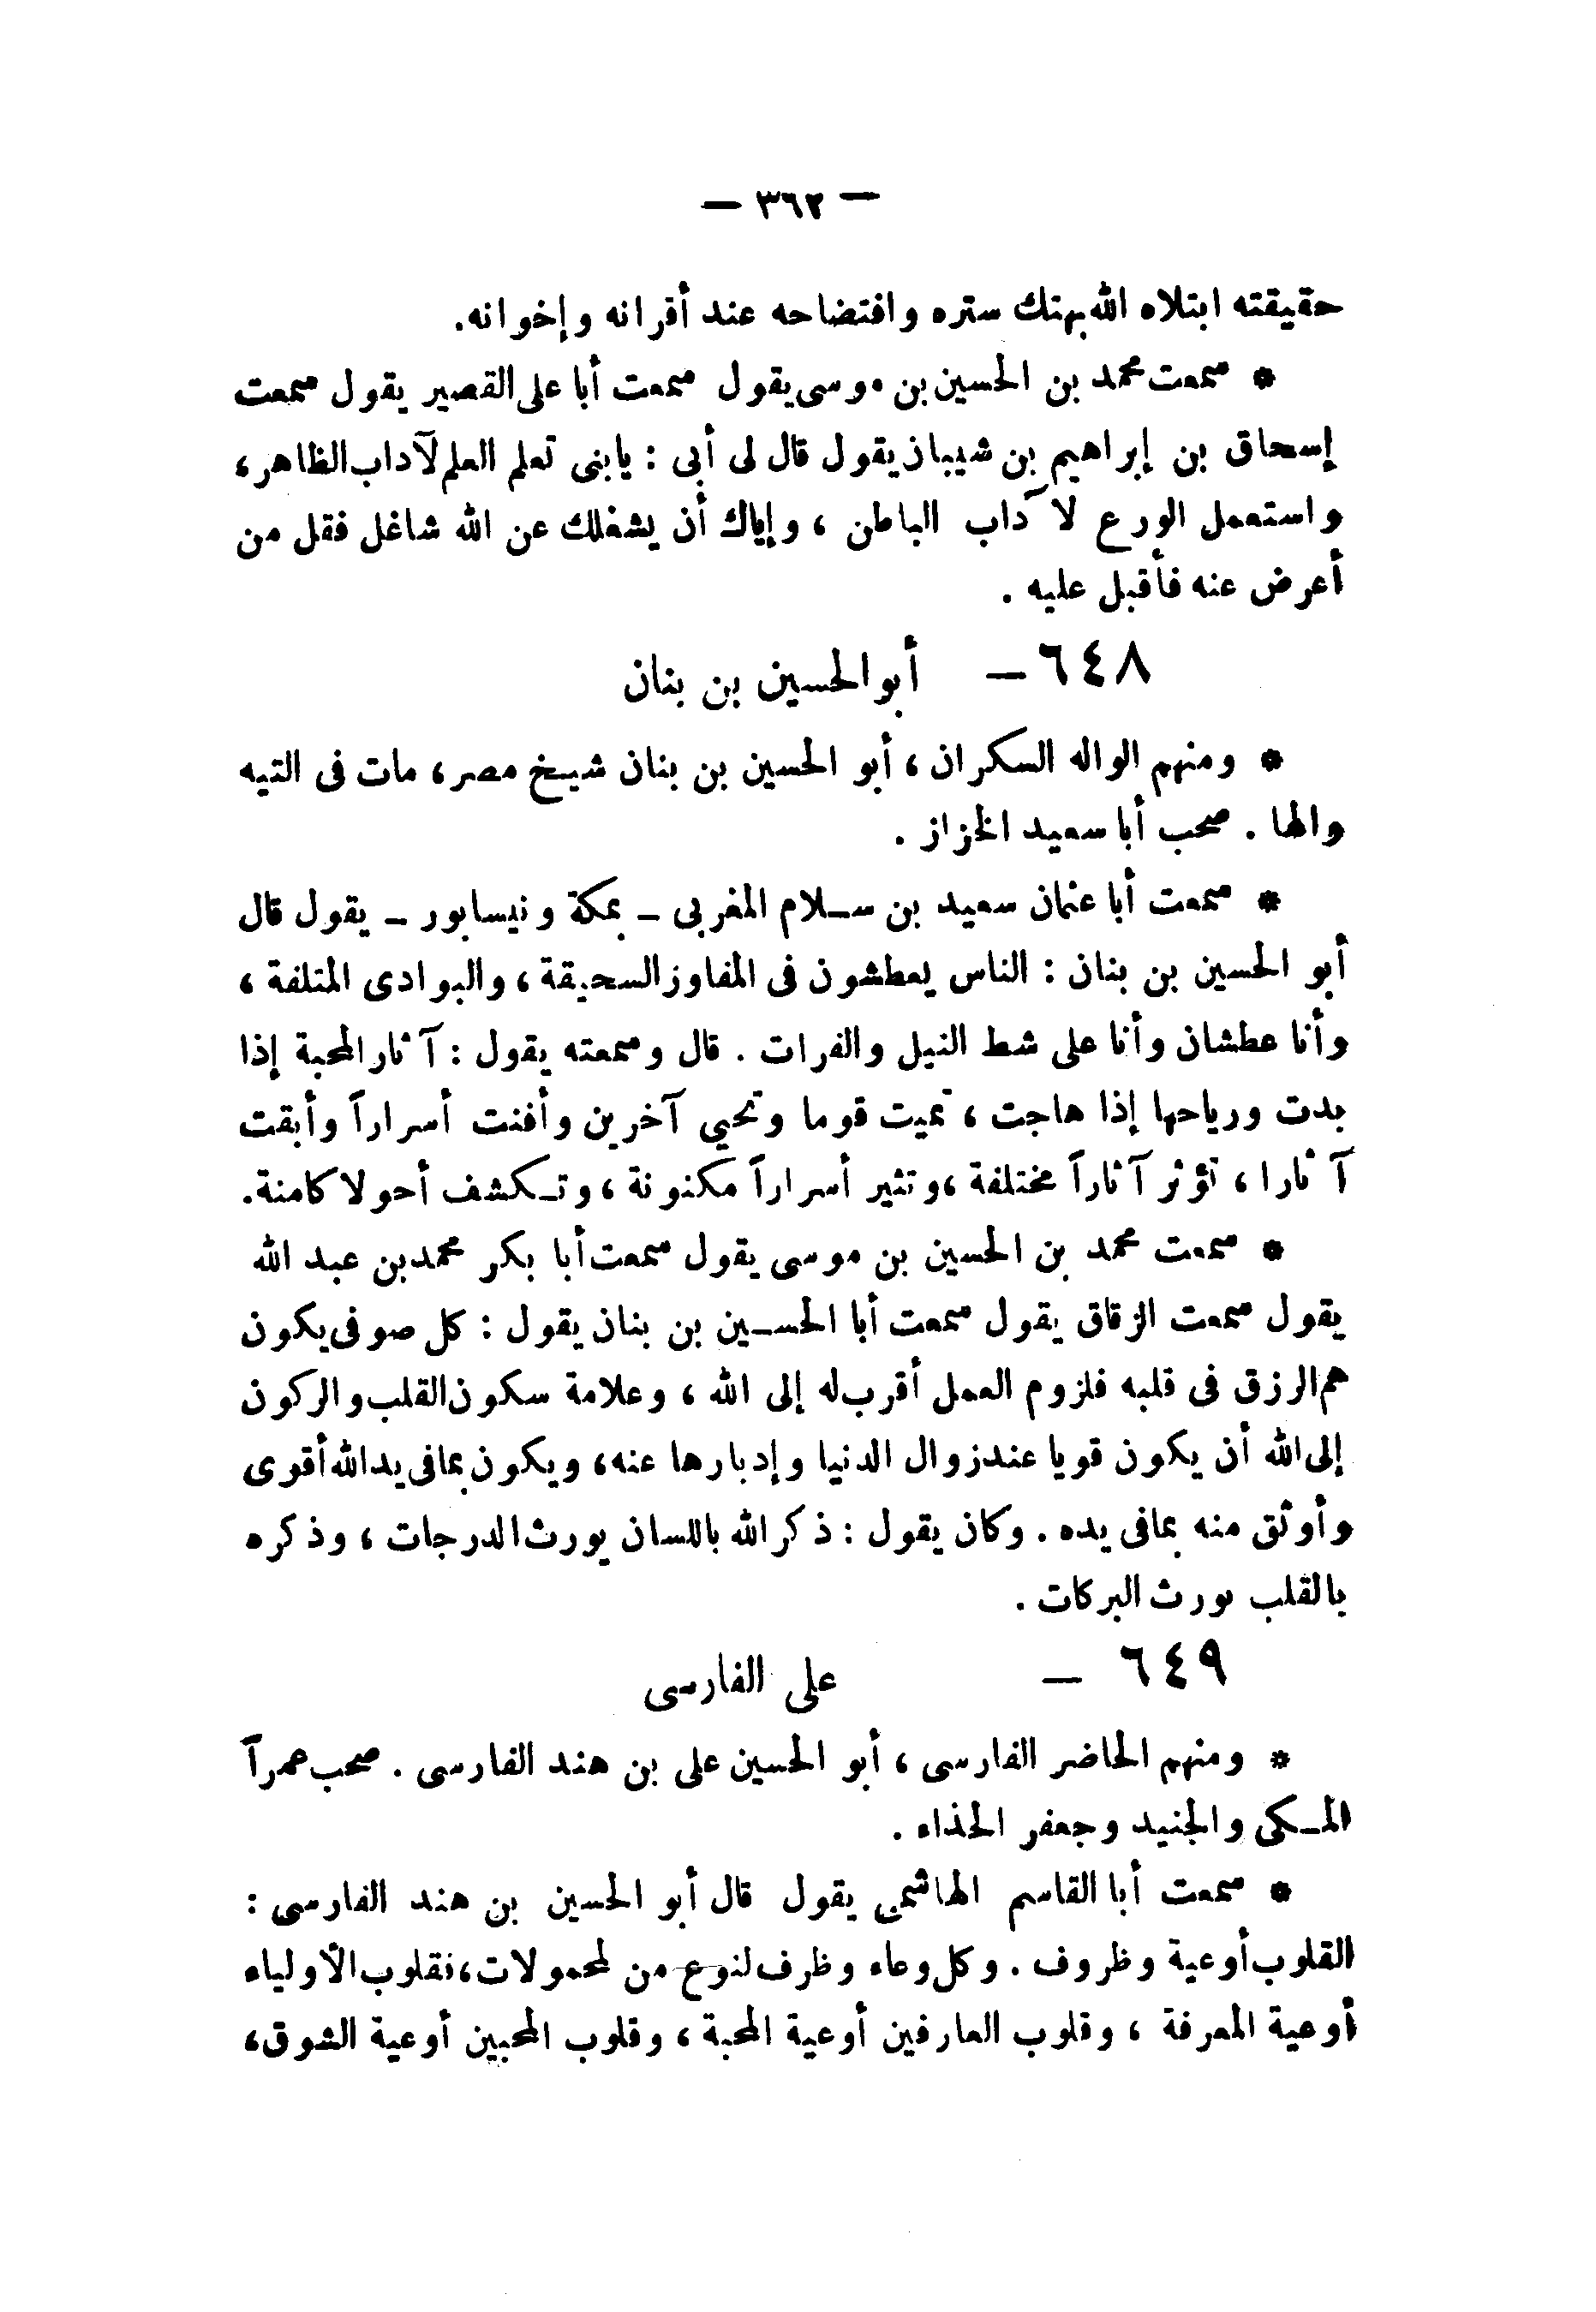 — ٣٦٢ —
حقيقته ابتلاه الله بهتك ستره وافتضاحه عند أقرانه وإخوانه.
* سمعت محمد بن الحسين بن موسى يقول سمعت أبا على القصير يقول سمعت
إسحاق بن إبراهيم بن شيبان يقول قال لى أبى : يابنى تعلم العلم لآداب الظاهر،
واستعمل الورع لآداب الباطن ، وإياك أن يشغلك عن الله شاغل فقل من
أعرض عنه فأقبل عليه .
٦٤٨ — أبو الحسين بن بنان
* ومنهم الواله السكران ، أبو الحسين بن بنان شيخ مصر، مات فى التيه
والها . صحب أبا سعيد الخزاز .
* سمعت أبا عثمان سعيد بن سلام المغربى - بمكة ونيسابور - يقول قال
أبو الحسين بن بنان : الناس يعطشون فى المفاوز السحيقة ، والبوادى المتلفة ،
وأنا عطشان وأنا على شط النيل والفرات . قال وسمعته يقول : آثار المحبة إذا
بدت ورياحها إذا هاجت ، تميت قوما وتحيي آخرين وأفنت أسراراً وأبقت
آثارا ، تؤثر آثاراً مختلفة ، وتثير أسراراً مكنونة ، وتكشف أحولا كامنة.
* سمعت محمد بن الحسين بن موسى يقول سمعت أبا بكر محمد بن عبد الله
يقول سمعت الزقاق يقول سمعت أبا الحسين بن بنان يقول : كل صوفى يكون
هم الرزق فى قلبه فلزوم العمل أقرب له إلى الله ، وعلامة سكون القلب والركون
إلى الله أن يكون قويا عند زوال الدنيا وإدبارها عنه، ويكون بما فى يد الله أقوى
وأوثق منه بما فى يده . وكان يقول : ذكر الله باللسان يورث الدرجات ، وذكره
بالقلب يورث البركات .
٦٤٩ — على الفارسى
* ومنهم الحاضر الفارسى ، أبو الحسين على بن هند الفارسى . صحب عمراً
المكى والجنيد وجعفر الحذاء .
* سمعت أبا القاسم الهاشمى يقول قال أبو الحسين بن هند الفارسى :
القلوب أوعية وظروف . وكل وعاء وظرف لنوع من لمحمولات، فقلوب الأولياء
أوعية المعرفة ، وقلوب العارفين أوعية المحبة ، وقلوب المحبين أوعية الشوق،